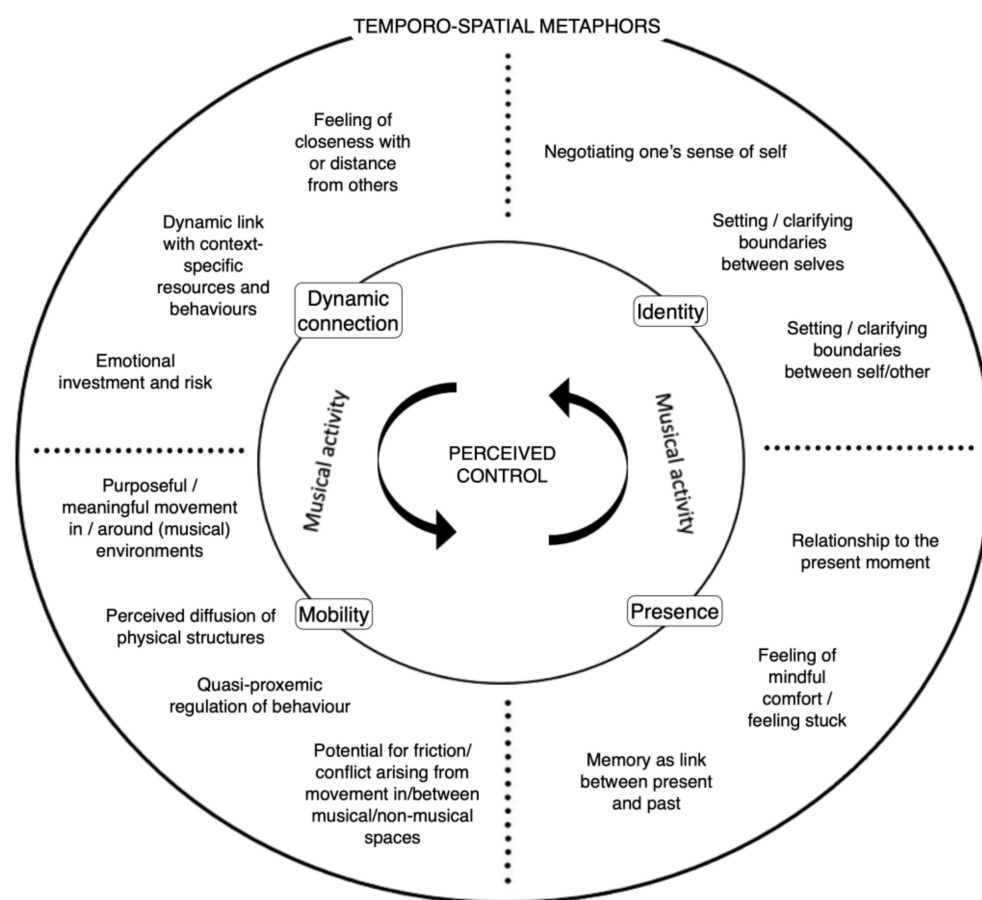 TEMPORO-SPATIAL METAPHORS
Feeling of
closeness with
or distance
from others
Dynamic link
with context-
specific
resources and
behaviours
Emotional
investment and risk
Dynamic
connection
Negotiating one's sense of self
Setting / clarifying
boundaries
between selves
Setting / clarifying
boundaries
between self/other
Identity
Musical activity
PERCEIVED
CONTROL
Musical activity
Purposeful /
meaningful movement
in / around (musical)
environments
Perceived diffusion of
physical structures
Quasi-proxemic
regulation of behaviour
Potential for friction/
conflict arising from
movement in/between
musical/non-musical
spaces
Mobility
Presence
Relationship to the
present moment
Feeling of
mindful
comfort /
feeling stuck
Memory as link
between present
and past